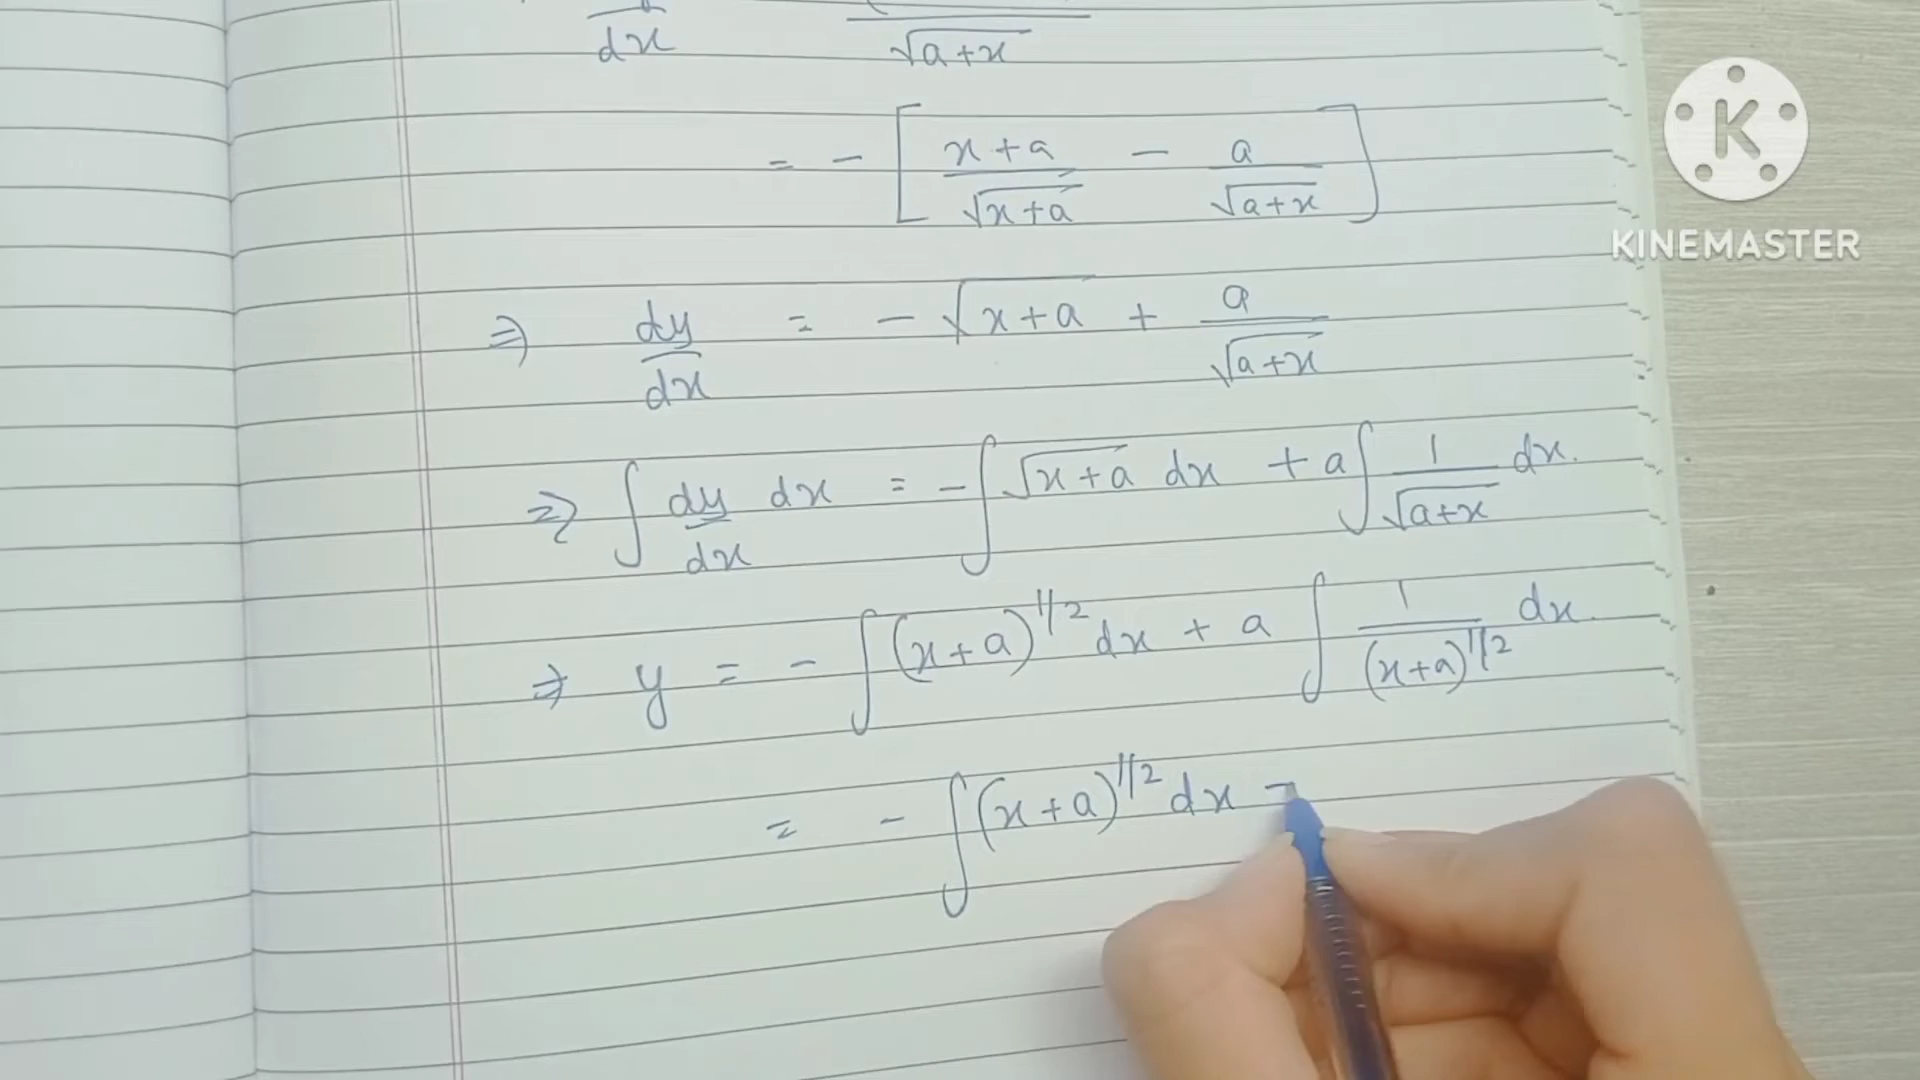 dx √a+x
= - [ x+a/√x+a - a/√a+x ]
KINEMASTER
⇒ dy/dx = - √x+a + a/√a+x
⇒ ∫ dy/dx dx = - ∫ √x+a dx + a ∫ 1/√a+x dx.
⇒ y = - ∫ (x+a)^1/2 dx + a ∫ 1/(x+a)^1/2 dx.
= - ∫ (x+a)^1/2 dx -